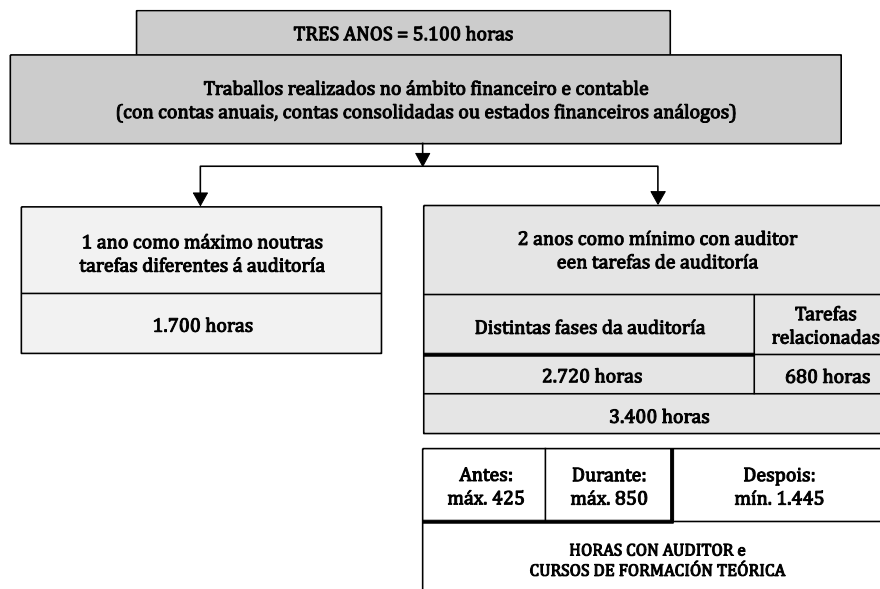 TRES ANOS = 5.100 horas
Traballos realizados no ámbito financeiro e contable
(con contas anuais, contas consolidadas ou estados financeiros análogos)
1 ano como máximo noutras
tarefas diferentes á auditoría
1.700 horas
2 anos como mínimo con auditor
een tarefas de auditoría
Distintas fases da auditoría
Tarefas
relacionadas
2.720 horas
680 horas
3.400 horas
Antes:
máx. 425
Durante:
máx. 850
Despois:
mín. 1.445
HORAS CON AUDITOR e
CURSOS DE FORMACIÓN TEÓRICA